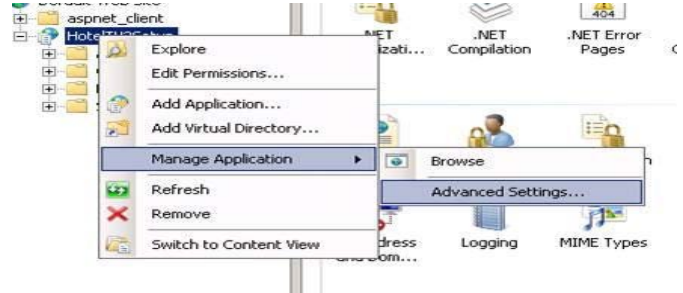 aspnet_client
Explore
Edit Permissions...
Add Application...
Add Virtual Directory...
Manage Application
Refresh
Remove
Switch to Content View
Browse
Advanced Settings...
.NET Compilation
.NET Error Pages
404
Logging
MIME Types